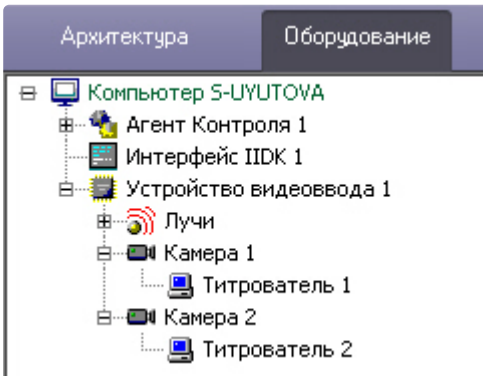 Архитектура Оборудование
Компьютер S-UYUTOVA
Агент Контроля 1
Интерфейс IIDK 1
Устройство видеоввода 1
Лучи
Камера 1
Титрователь 1
Камера 2
Титрователь 2